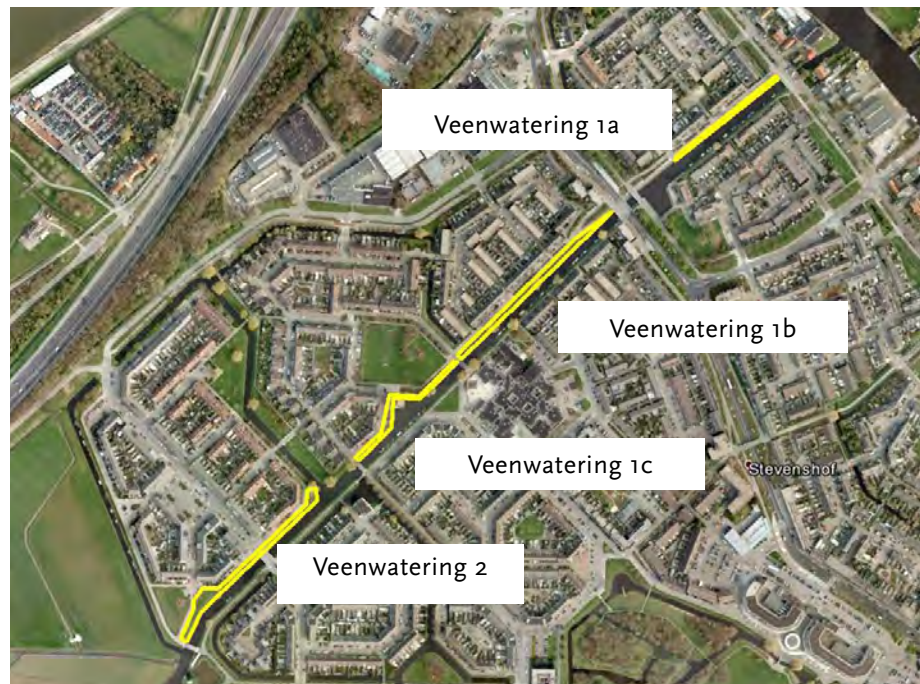 Veenwatering 1a
Veenwatering 1b
Veenwatering 1c
Stevenshof
Veenwatering 2